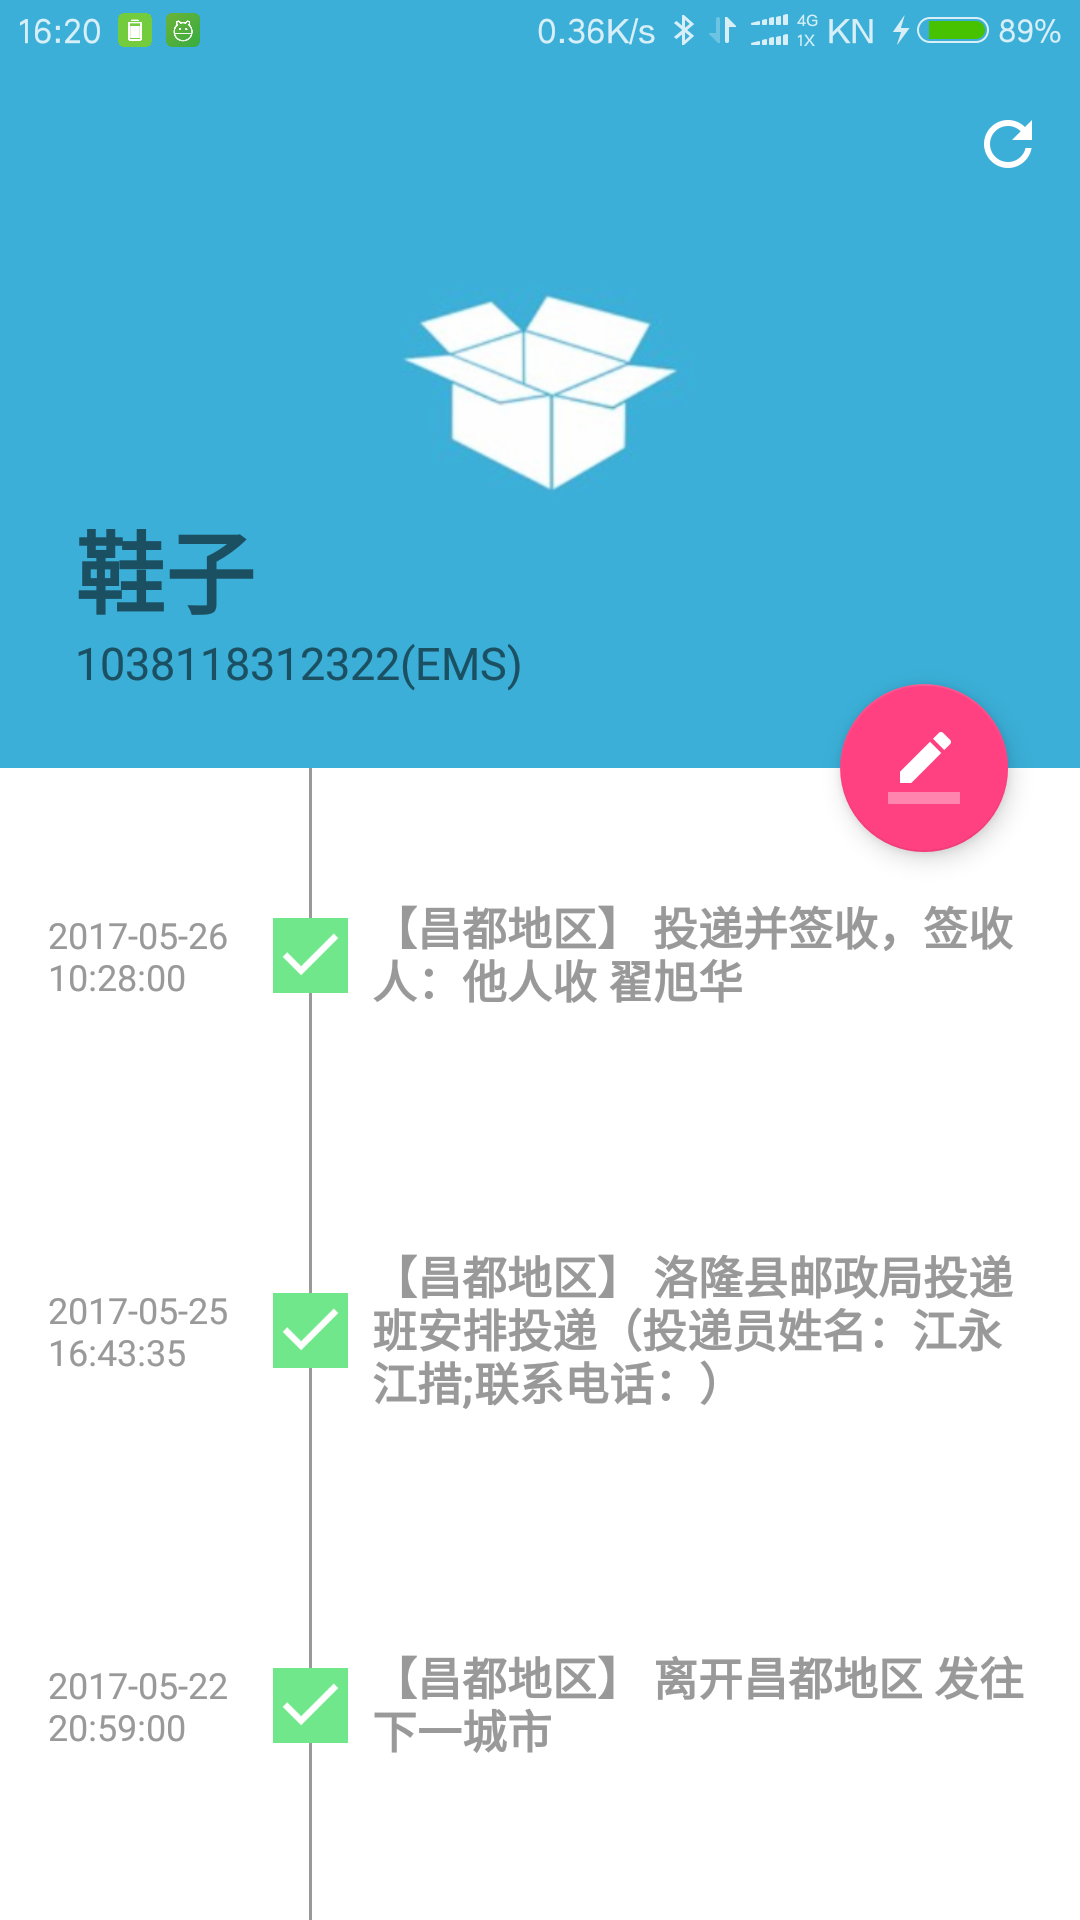 16:20 0.36K/s 4G 1X KN 89%
鞋子
1038118312322(EMS)
2017-05-26
10:28:00
【昌都地区】 投递并签收，签收
人：他人收 翟旭华
2017-05-25
16:43:35
【昌都地区】 洛隆县邮政局投递
班安排投递（投递员姓名：江永
江措;联系电话：）
2017-05-22
20:59:00
【昌都地区】 离开昌都地区 发往
下一城市